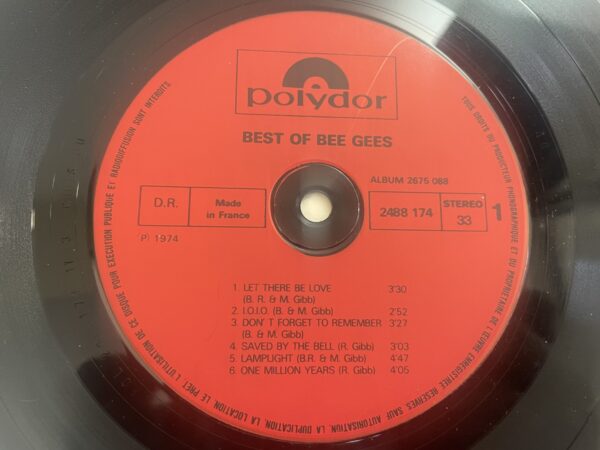 polydor
BEST OF BEE GEES
ALBUM 2675 088
D.R.
Made
in France
2488 174
STEREO
33
1
P) 1974
1. LET THERE BE LOVE 3'30
(B. R. & M. Gibb)
2. I.O.I.O. (B. & M. Gibb) 2'52
3. DON'T FORGET TO REMEMBER 3'27
(B. & M. Gibb)
4. SAVED BY THE BELL (R. Gibb) 3'03
5. LAMPLIGHT (B.R. & M. Gibb) 4'47
6. ONE MILLION YEARS (R. Gibb) 4'05
TOUS DROITS DU PRODUCTEUR PHONOGRAPHIQUE ET DU PROPRIETAIRE DE L'ŒUVRE ENREGISTREE RESERVES SAUF AUTORISATION. LA DUPLICATION, LA LOCATION, LE PRET, L'UTILISATION DE CE DISQUE POUR EXECUTION PUBLIQUE ET RADIODIFFUSION SONT INTERDITS